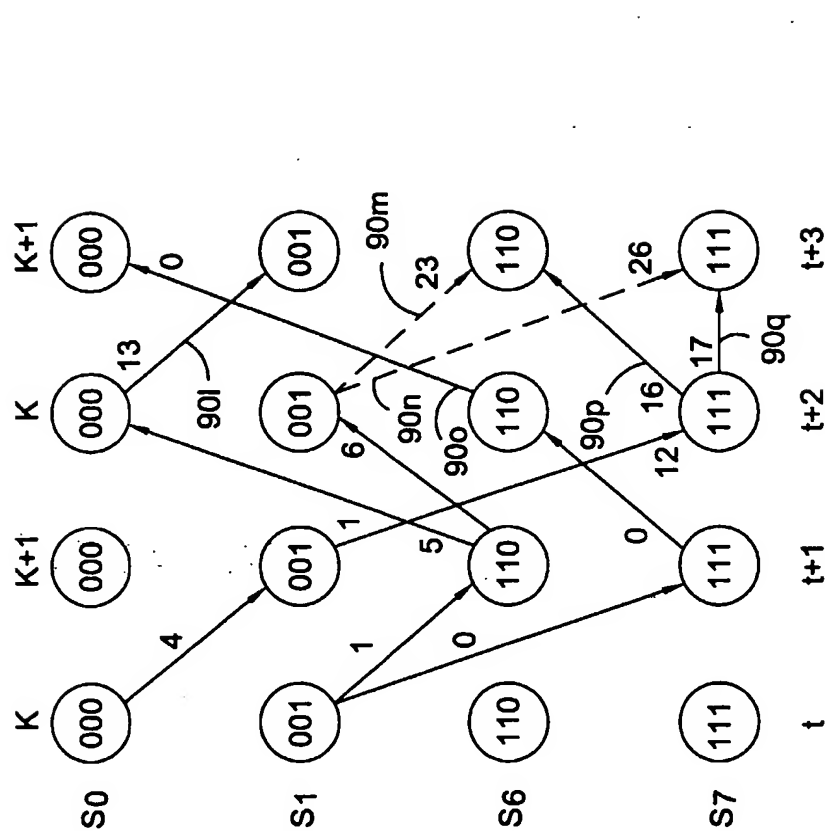 K K+1 K K+1
S0 000 000 000 000
13
4 0
90l
S1 001 001 001 001
1 1 6
90m
90n
5 23
0 90o
S6 110 110 110 110
90p
0 26
12 16
17
S7 111 111 111 111
90q
t t+1 t+2 t+3